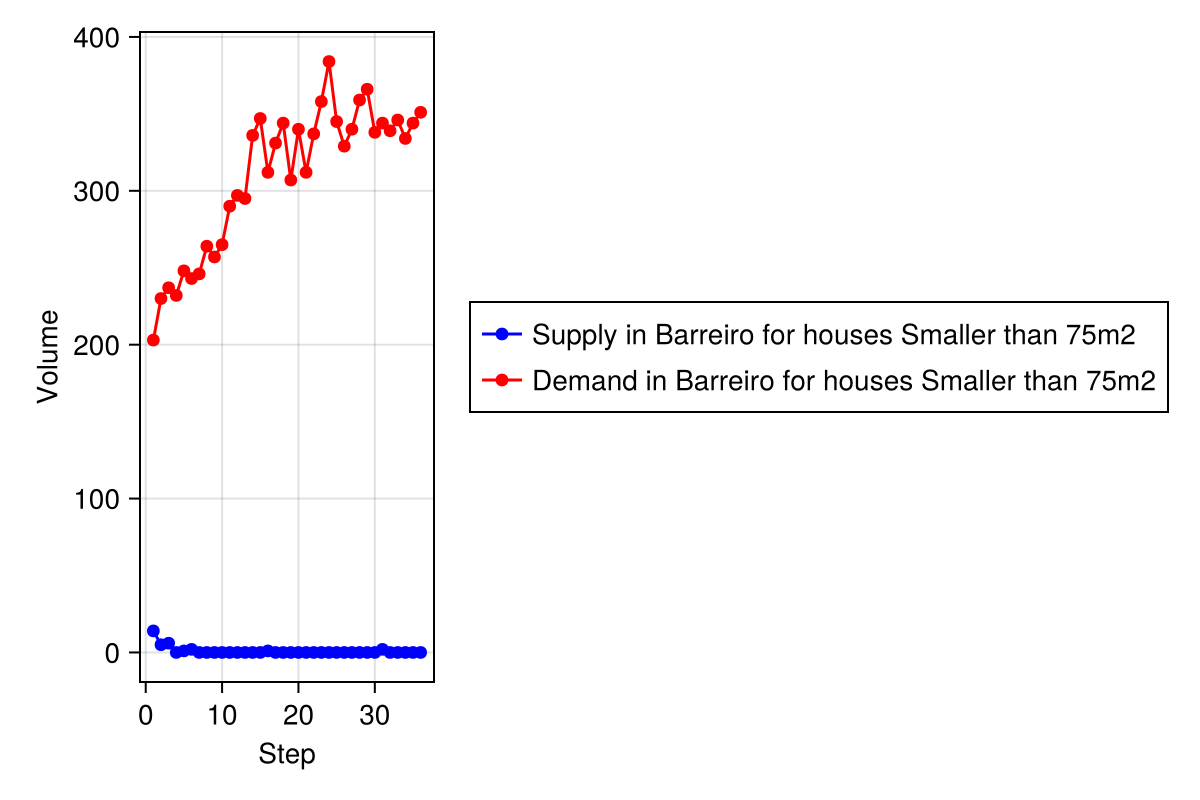 400
300
200
100
0
Volume
0 10 20 30
Step
Supply in Barreiro for houses Smaller than 75m2
Demand in Barreiro for houses Smaller than 75m2